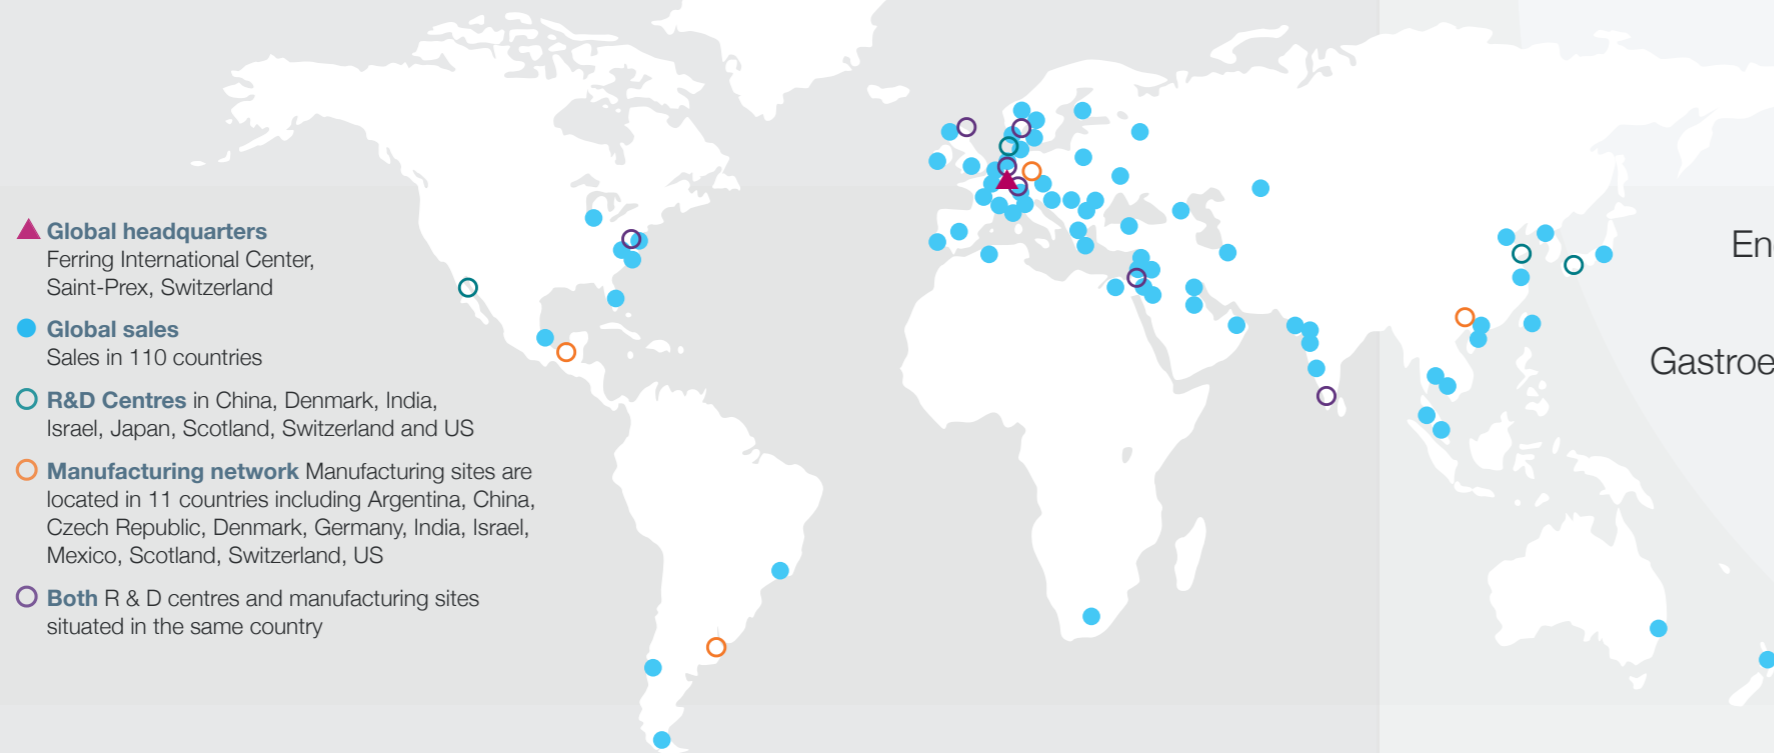 Global headquarters
Ferring International Center,
Saint-Prex, Switzerland
Global sales
Sales in 110 countries
R&D Centres in China, Denmark, India,
Israel, Japan, Scotland, Switzerland and US
Manufacturing network Manufacturing sites are
located in 11 countries including Argentina, China,
Czech Republic, Denmark, Germany, India, Israel,
Mexico, Scotland, Switzerland, US
Both R & D centres and manufacturing sites
situated in the same country
En
Gastroe